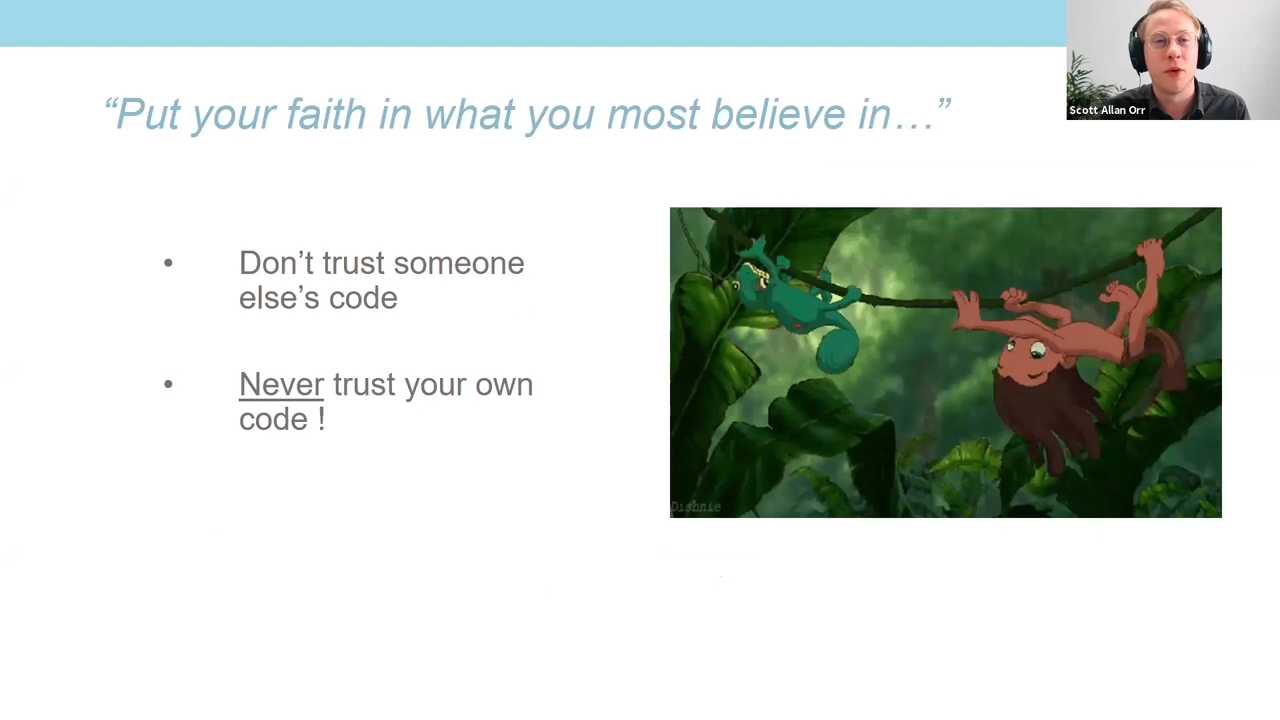 “Put your faith in what you most believe in…”
Scott Allan Orr
• Don’t trust someone
else’s code
• Never trust your own
code !
Dishnie